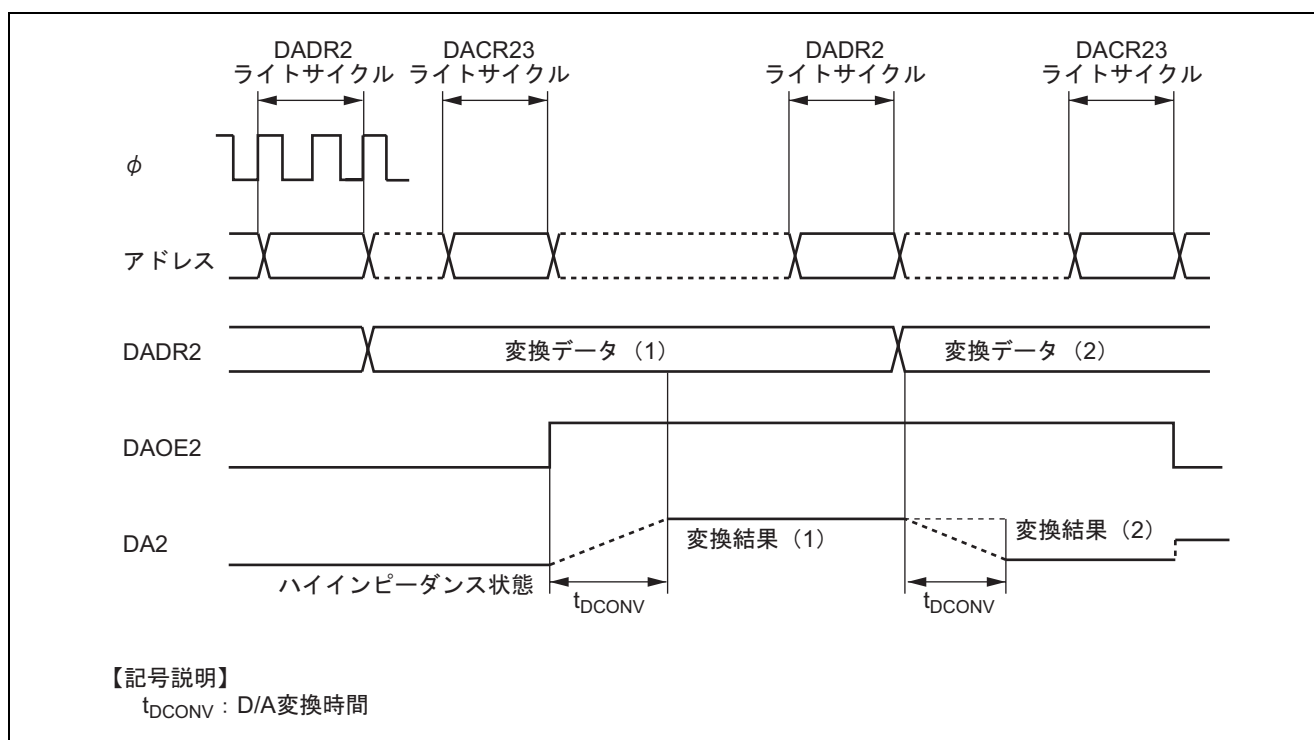 DADR2
ライトサイクル
DACR23
ライトサイクル
DADR2
ライトサイクル
DACR23
ライトサイクル
φ
アドレス
DADR2
変換データ（1）
変換データ（2）
DAOE2
DA2
変換結果（1）
変換結果（2）
ハイインピーダンス状態
tDCONV
tDCONV
【記号説明】
tDCONV：D/A変換時間